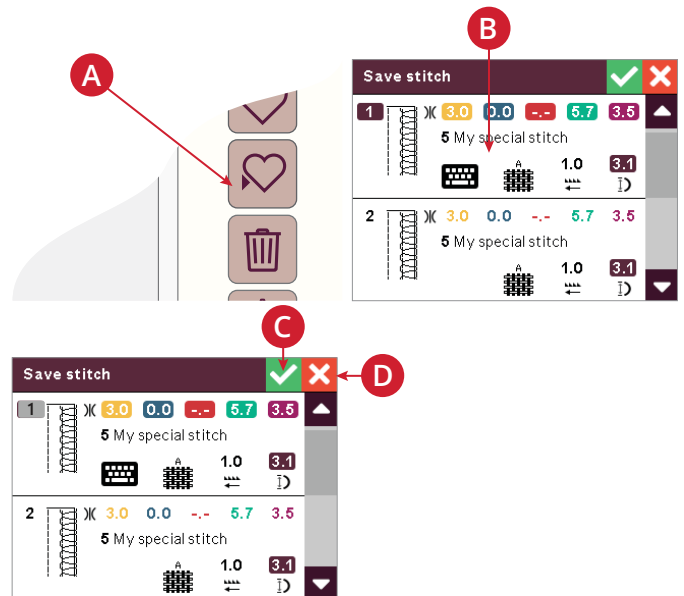 A
B
Save stitch
1 3.0 0.0 -.- 5.7 3.5
5 My special stitch
A 1.0 3.1
2 3.0 0.0 -.- 5.7 3.5
5 My special stitch
A 1.0 3.1
C
D
Save stitch
1 3.0 0.0 -.- 5.7 3.5
5 My special stitch
A 1.0 3.1
2 3.0 0.0 -.- 5.7 3.5
5 My special stitch
A 1.0 3.1